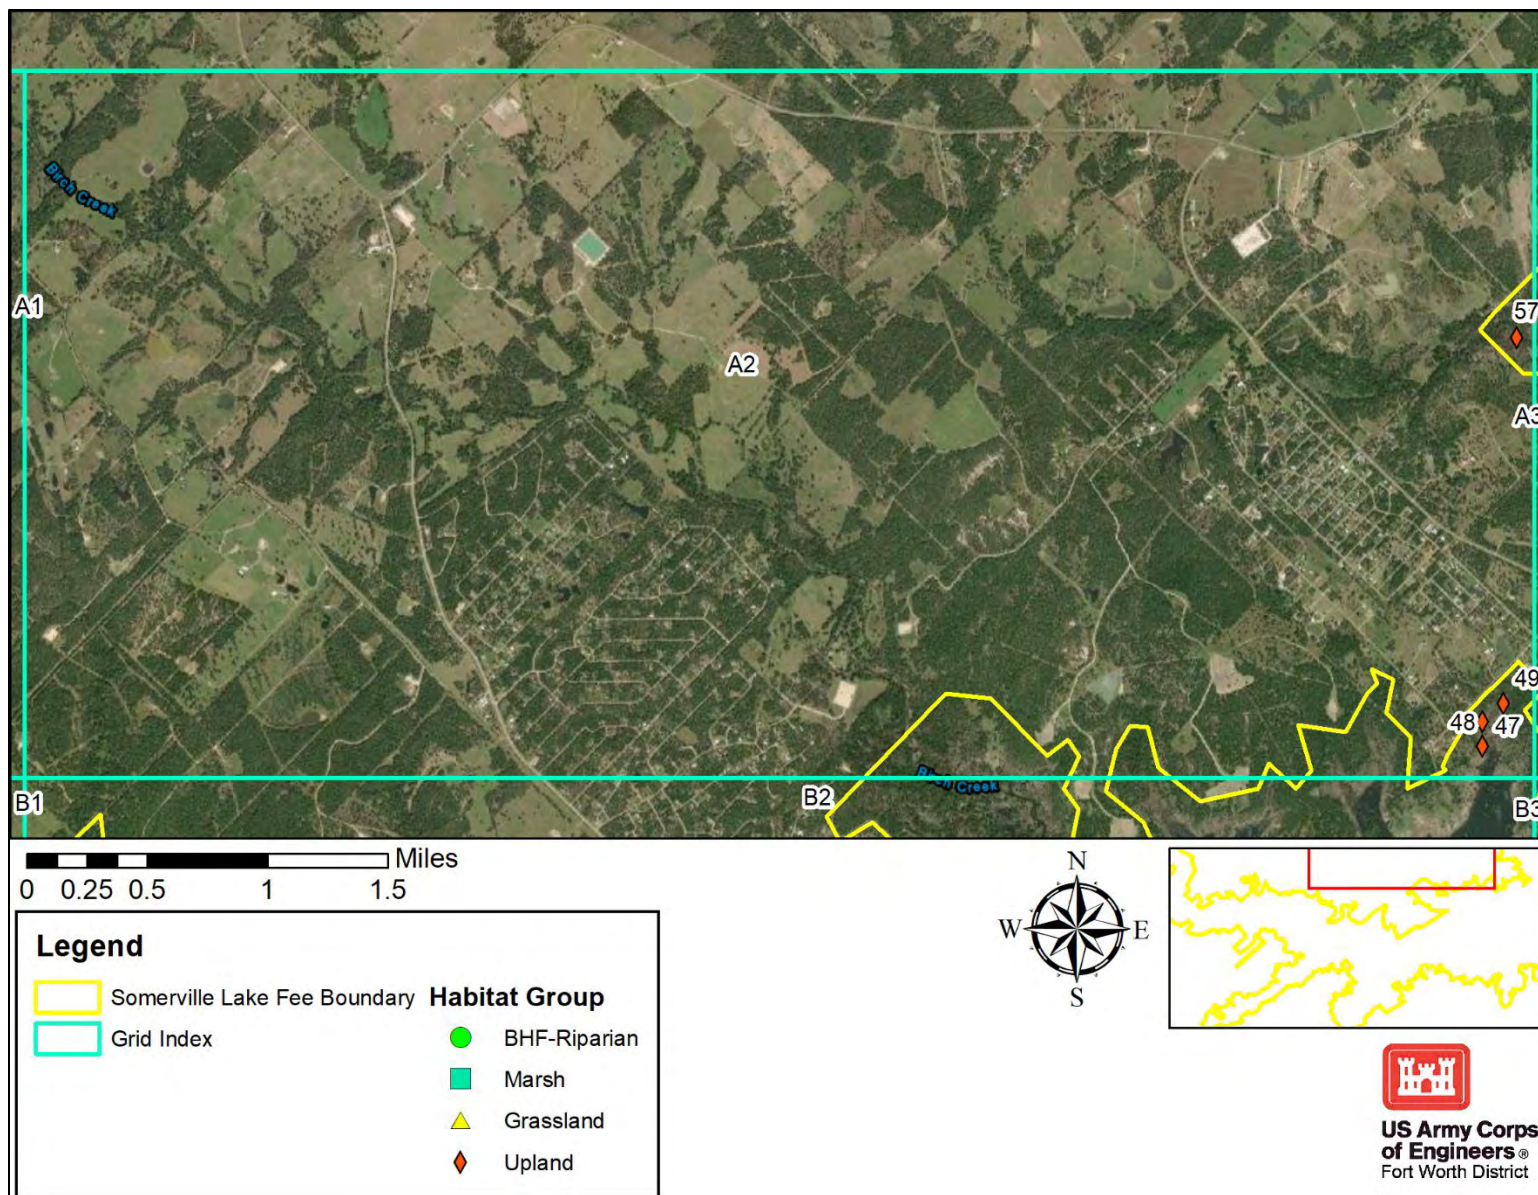 Birch Creek
A1
57
A2
A3
49
48
47
Birch Creek
B1
B2
B3
Miles
0 0.25 0.5 1 1.5
N
W E
S
Legend
Somerville Lake Fee Boundary
Grid Index
Habitat Group
BHF-Riparian
Marsh
Grassland
Upland
US Army Corps
of Engineers ®
Fort Worth District